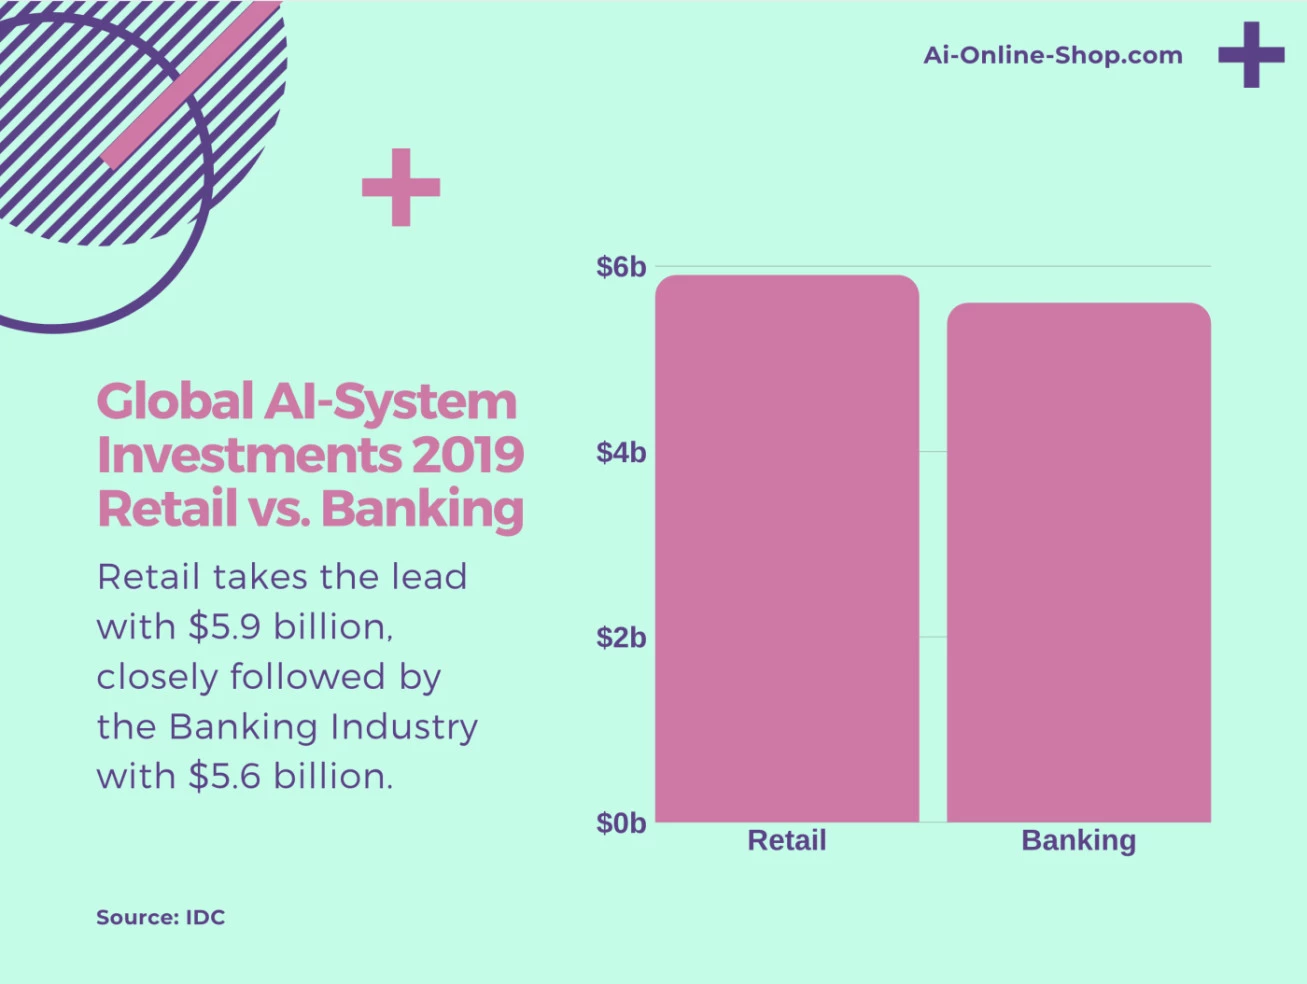 Ai-Online-Shop.com
Global AI-System
Investments 2019
Retail vs. Banking
Retail takes the lead
with $5.9 billion,
closely followed by
the Banking Industry
with $5.6 billion.
Source: IDC
$6b
$4b
$2b
$0b
Retail
Banking